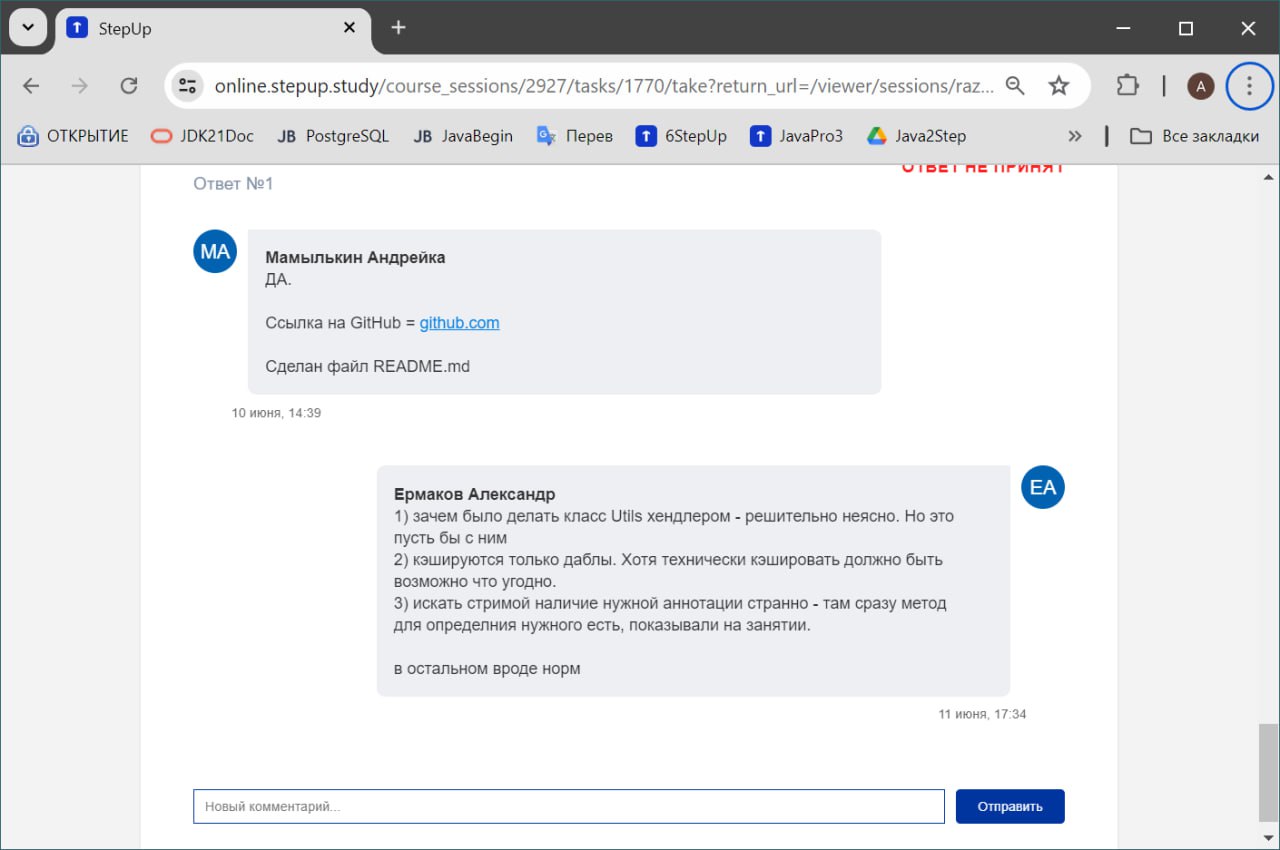 StepUp
online.stepup.study/course_sessions/2927/tasks/1770/take?return_url=/viewer/sessions/raz...
A
ОТКРЫТИЕ
JDK21Doc
JB PostgreSQL
JB JavaBegin
Перев
6StepUp
JavaPro3
Java2Step
Все закладки
ОТВЕТ НЕ ПРИНЯТ
Ответ №1
МА
Мамылькин Андрейка
ДА.
Ссылка на GitHub = github.com
Сделан файл README.md
10 июня, 14:39
ЕА
Ермаков Александр
1) зачем было делать класс Utils хендлером - решительно неясно. Но это
пусть бы с ним
2) кэшируются только даблы. Хотя технически кэшировать должно быть
возможно что угодно.
3) искать стримой наличие нужной аннотации странно - там сразу метод
для определния нужного есть, показывали на занятии.
в остальном вроде норм
11 июня, 17:34
Новый комментарий...
Отправить